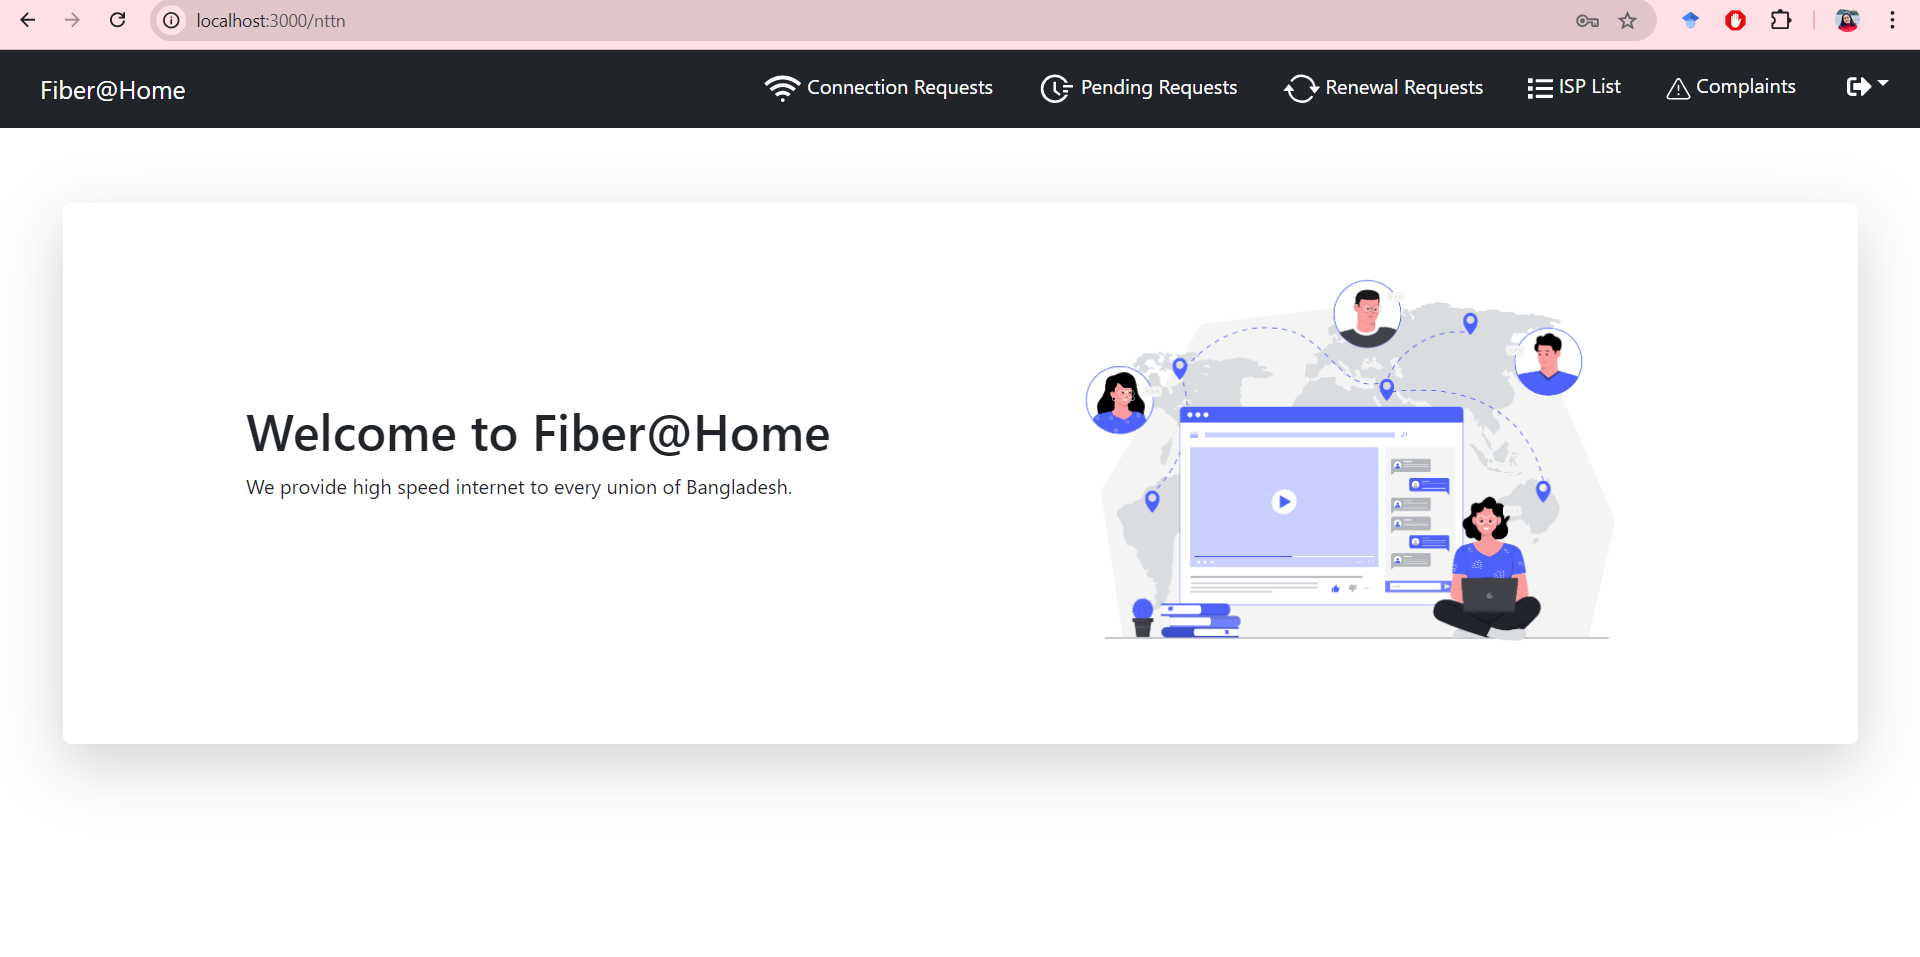 localhost:3000/nttn
Fiber@Home
Connection Requests
Pending Requests
Renewal Requests
ISP List
Complaints
Welcome to Fiber@Home
We provide high speed internet to every union of Bangladesh.